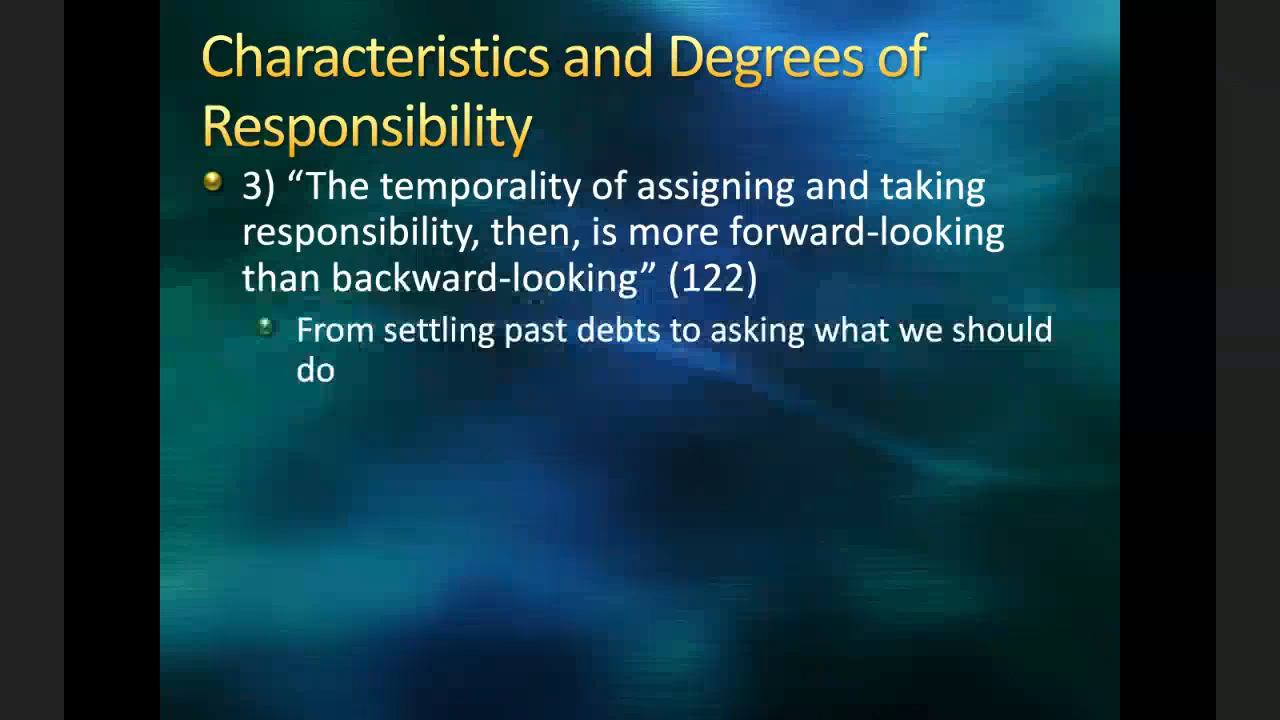 Characteristics and Degrees of
Responsibility
3) “The temporality of assigning and taking
responsibility, then, is more forward-looking
than backward-looking” (122)
From settling past debts to asking what we should
do